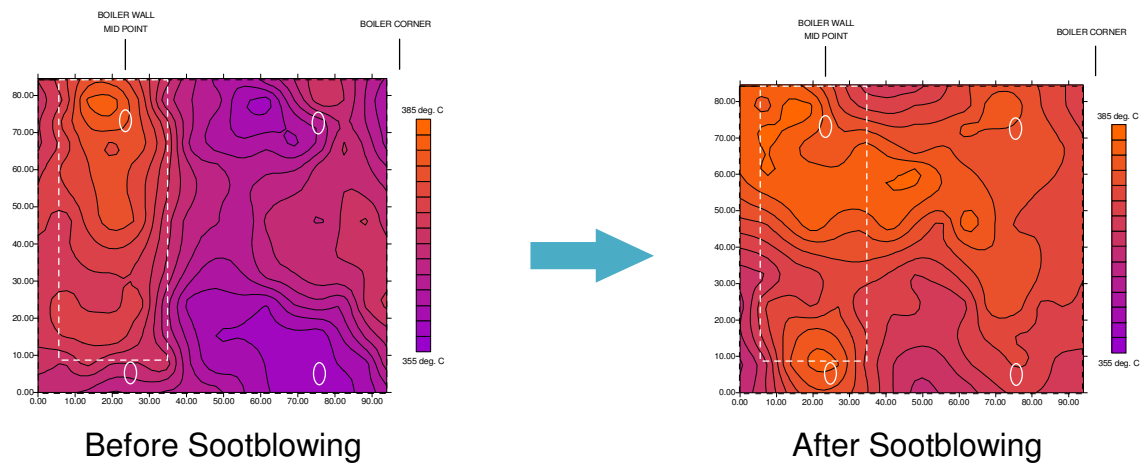 BOILER WALL
MID POINT
BOILER CORNER
80.00
70.00
60.00
50.00
40.00
30.00
20.00
10.00
0.00
0.00 10.00 20.00 30.00 40.00 50.00 60.00 70.00 80.00 90.00
385 deg. C
355 deg. C
Before Sootblowing
BOILER WALL
MID POINT
BOILER CORNER
80.00
70.00
60.00
50.00
40.00
30.00
20.00
10.00
0.00
0.00 10.00 20.00 30.00 40.00 50.00 60.00 70.00 80.00 90.00
385 deg. C
355 deg. C
After Sootblowing